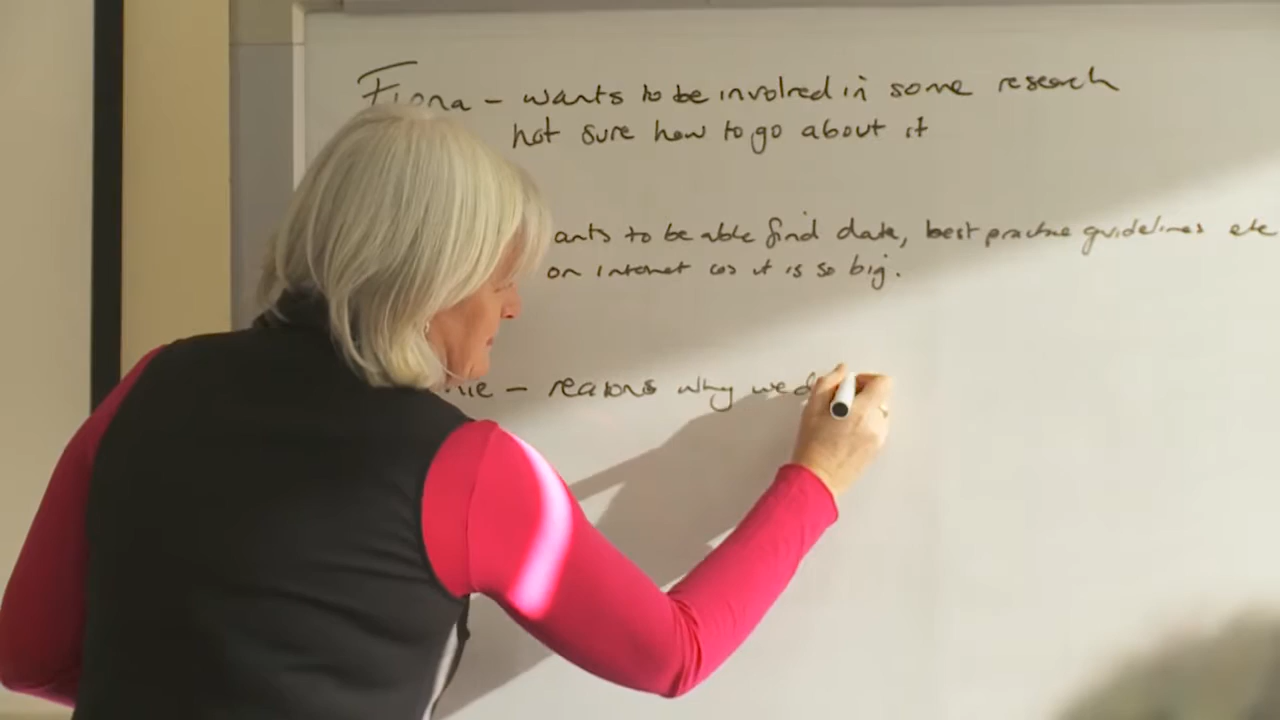 Fiona - wants to be involved in some research
not sure how to go about it
ants to be able find data, best practise guidelines etc
on internet cos it is so big.
nie - reasons why we d